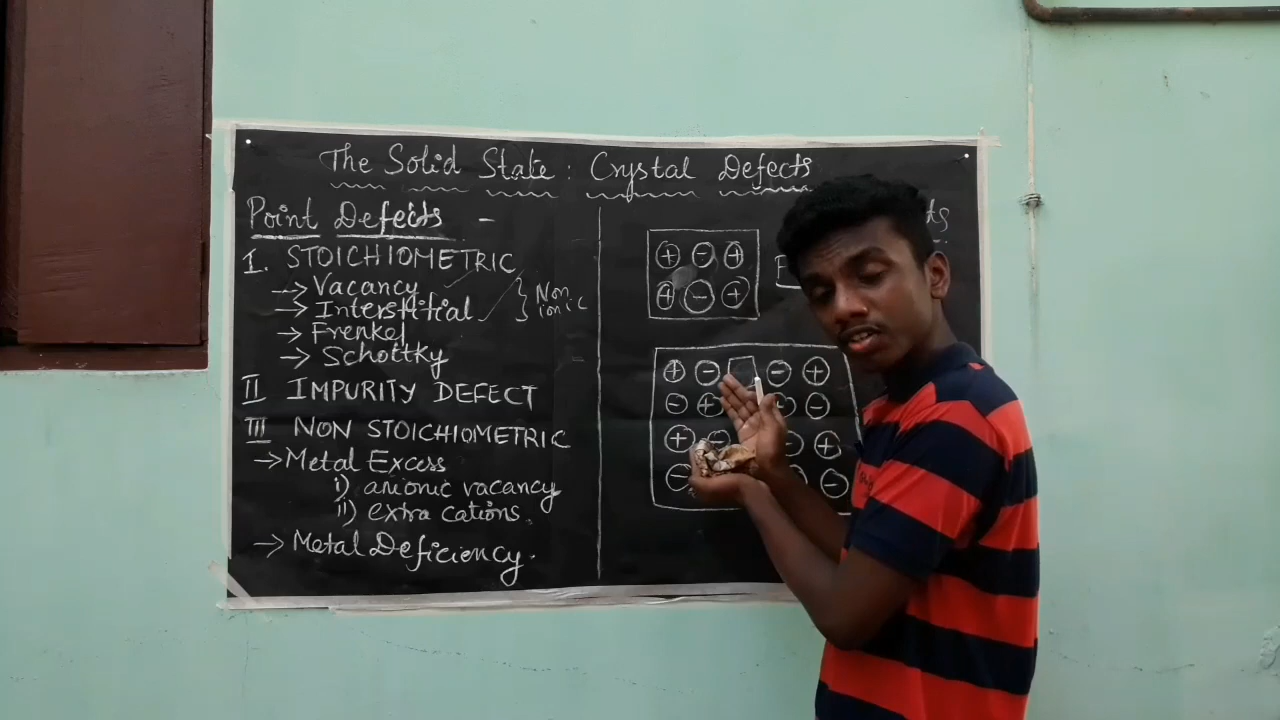 The Solid State : Crystal Defects
Point Defects -
I. STOICHIOMETRIC
→ Vacancy
→ Interstitial } Non ionic
→ Frenkel
→ Schottky
II IMPURITY DEFECT
III NON STOICHIOMETRIC
→ Metal Excess
i) anionic vacancy
ii) extra cations.
→ Metal Deficiency.
+ - +
+ - +
+ - - +
- + + -
+ - - +
- - -